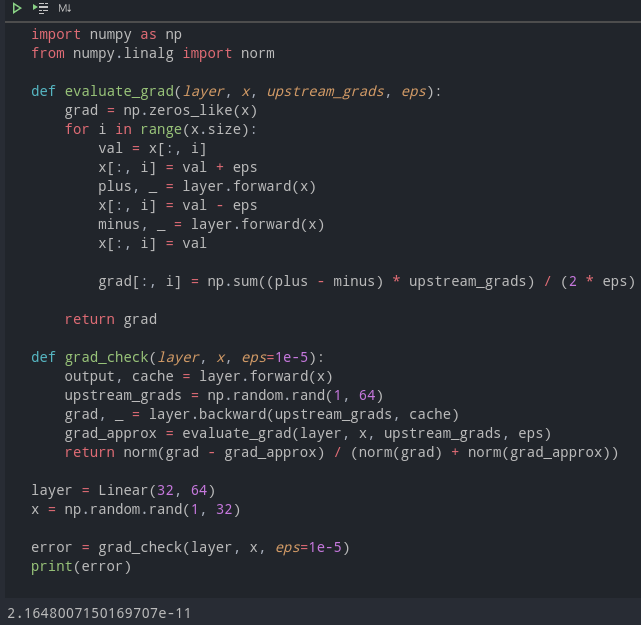 M↓
import numpy as np
from numpy.linalg import norm

def evaluate_grad(layer, x, upstream_grads, eps):
    grad = np.zeros_like(x)
    for i in range(x.size):
        val = x[:, i]
        x[:, i] = val + eps
        plus, _ = layer.forward(x)
        x[:, i] = val - eps
        minus, _ = layer.forward(x)
        x[:, i] = val

        grad[:, i] = np.sum((plus - minus) * upstream_grads) / (2 * eps)

    return grad

def grad_check(layer, x, eps=1e-5):
    output, cache = layer.forward(x)
    upstream_grads = np.random.rand(1, 64)
    grad, _ = layer.backward(upstream_grads, cache)
    grad_approx = evaluate_grad(layer, x, upstream_grads, eps)
    return norm(grad - grad_approx) / (norm(grad) + norm(grad_approx))

layer = Linear(32, 64)
x = np.random.rand(1, 32)

error = grad_check(layer, x, eps=1e-5)
print(error)
2.1648007150169707e-11